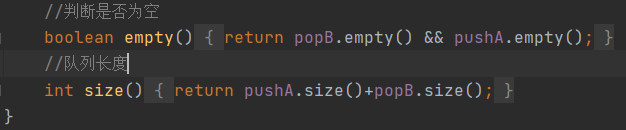 //判断是否为空
boolean empty() { return popB.empty() && pushA.empty(); }
//队列长度
int size() { return pushA.size()+popB.size(); }
}